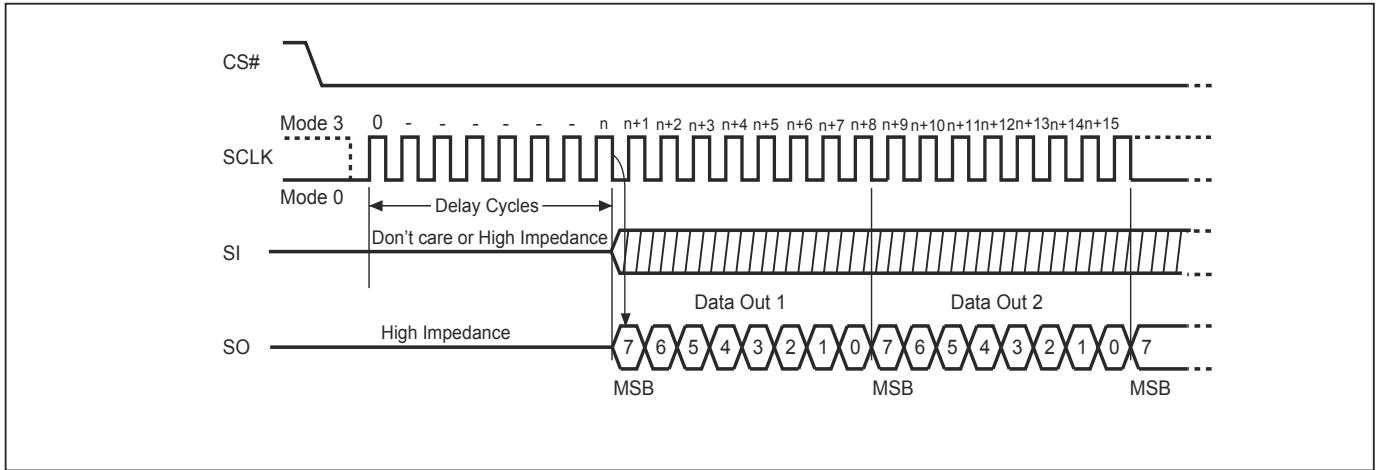 CS#
Mode 3 0 - - - - - - n n+1 n+2 n+3 n+4 n+5 n+6 n+7 n+8 n+9 n+10 n+11 n+12 n+13 n+14 n+15
SCLK
Mode 0
Delay Cycles
Don't care or High Impedance
SI
Data Out 1 Data Out 2
High Impedance
SO 7 6 5 4 3 2 1 0 7 6 5 4 3 2 1 0 7
MSB MSB MSB